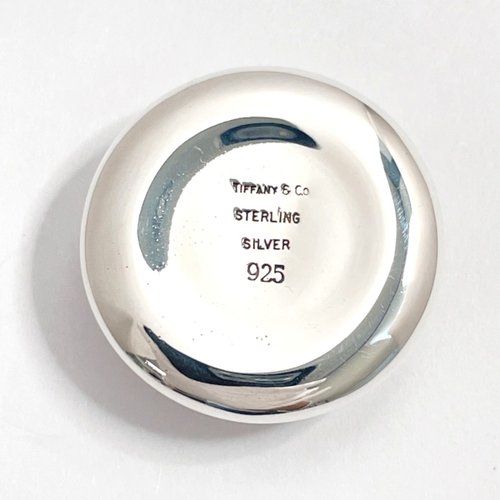 TIFFANY & CO
STERLING
SILVER
925